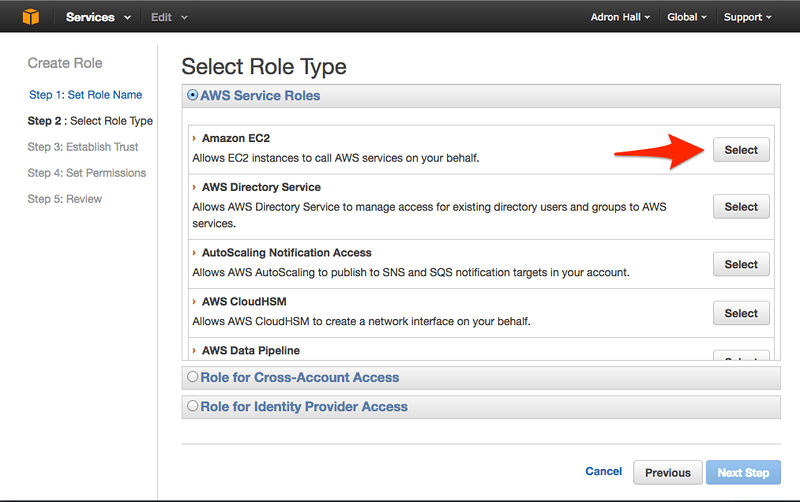 Services Edit Adron Hall Global Support
Create Role
Step 1: Set Role Name
Step 2 : Select Role Type
Step 3: Establish Trust
Step 4: Set Permissions
Step 5: Review
Select Role Type
AWS Service Roles
› Amazon EC2
Allows EC2 instances to call AWS services on your behalf.
Select
› AWS Directory Service
Allows AWS Directory Service to manage access for existing directory users and groups to AWS
services.
Select
› AutoScaling Notification Access
Allows AWS AutoScaling to publish to SNS and SQS notification targets in your account.
Select
› AWS CloudHSM
Allows AWS CloudHSM to create a network interface on your behalf.
Select
› AWS Data Pipeline
Role for Cross-Account Access
Role for Identity Provider Access
Cancel Previous Next Step